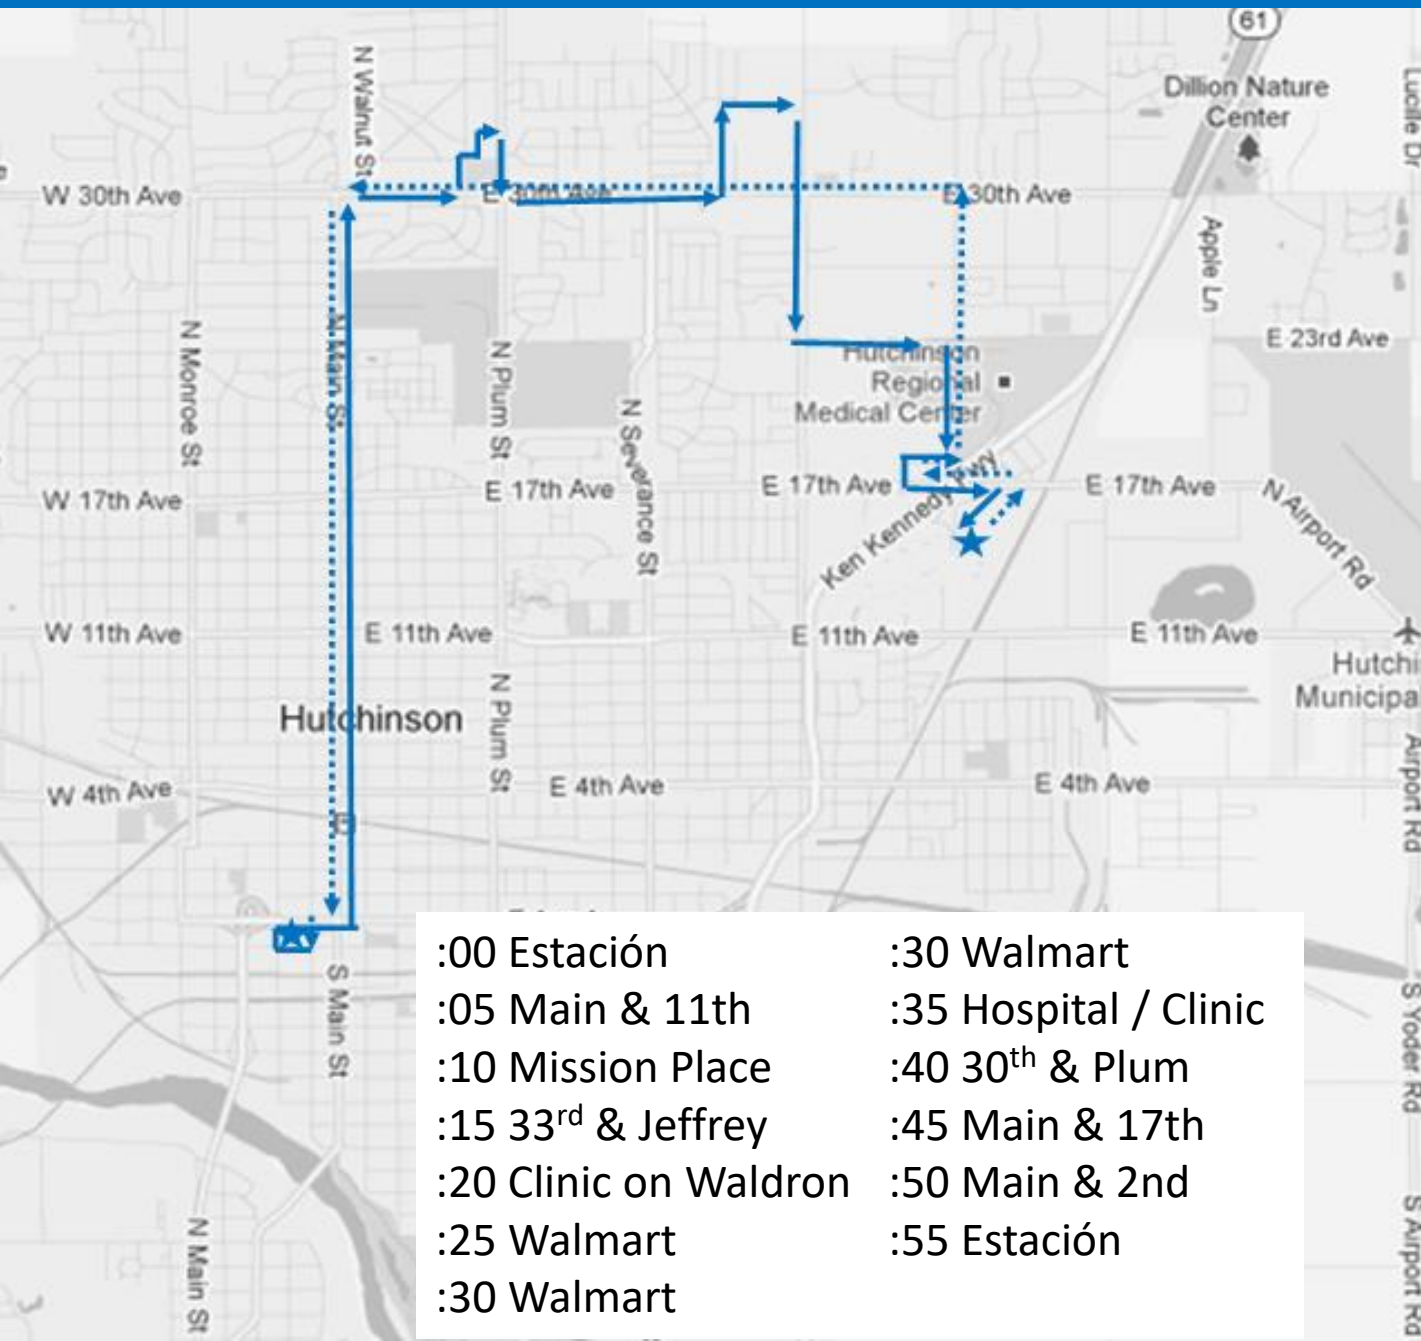 61
Dillion Nature
Center
Lucille Dr
N Walnut St
W 30th Ave
E 30th Ave
E 30th Ave
Apple Ln
N Main St
N Monroe St
N Plum St
N Severance St
E 23rd Ave
Hutchinson
Regional
Medical Center
W 17th Ave
E 17th Ave
E 17th Ave
E 17th Ave
Ken Kennedy Fwy
N Airport Rd
W 11th Ave
E 11th Ave
E 11th Ave
E 11th Ave
Hutchi
Municipa
Hutchinson
N Plum St
W 4th Ave
E 4th Ave
E 4th Ave
Airport Rd
S Main St
S Yoder Rd
N Main St
S Airport Rd
:00 Estación
:05 Main & 11th
:10 Mission Place
:15 33rd & Jeffrey
:20 Clinic on Waldron
:25 Walmart
:30 Walmart
:30 Walmart
:35 Hospital / Clinic
:40 30th & Plum
:45 Main & 17th
:50 Main & 2nd
:55 Estación